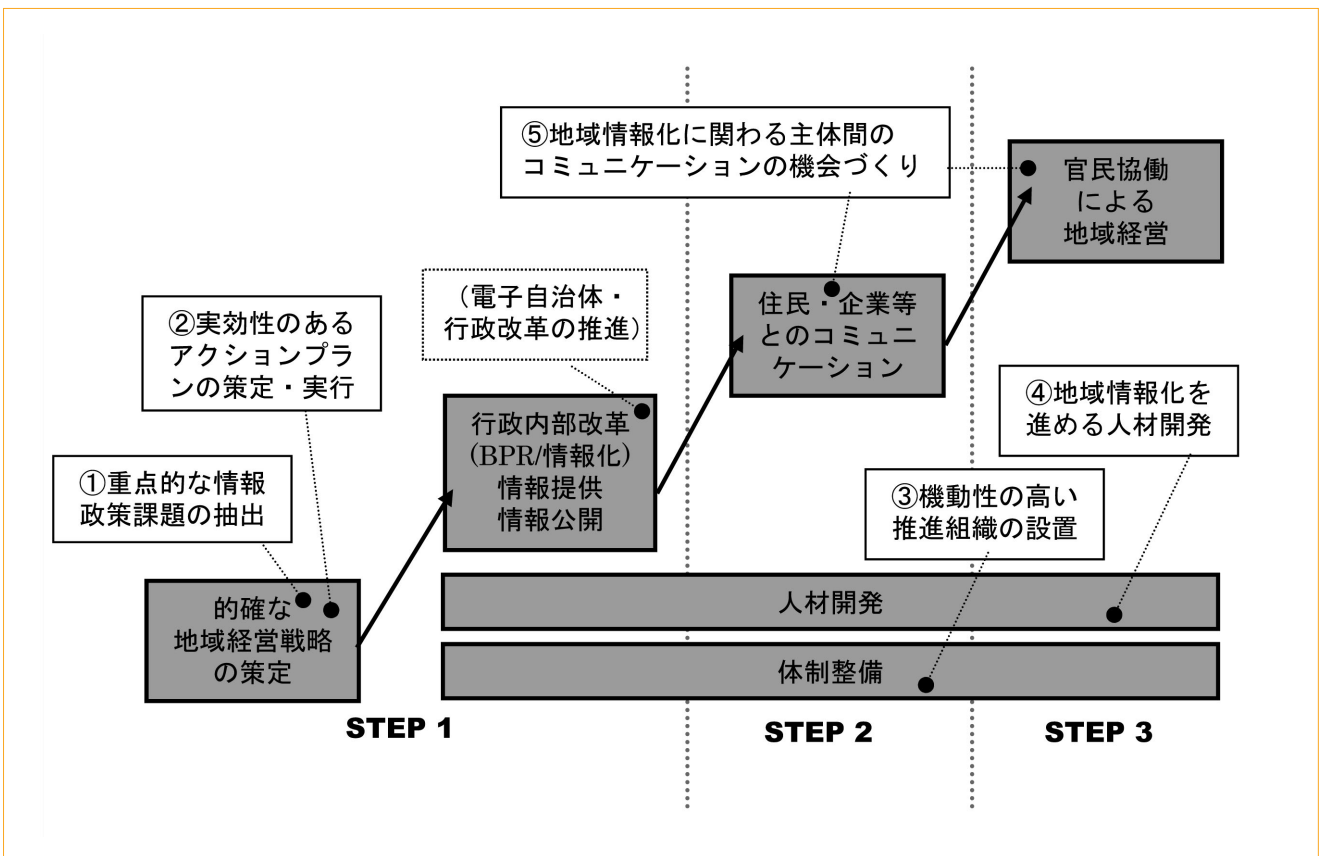 ⑤地域情報化に関わる主体間の
コミュニケーションの機会づくり
官民協働
による
地域経営
（電子自治体・
行政改革の推進）
住民・企業等
とのコミュニ
ケーション
②実効性のある
アクションプラ
ンの策定・実行
④地域情報化を
進める人材開発
行政内部改革
(BPR/情報化)
情報提供
情報公開
①重点的な情報
政策課題の抽出
③機動性の高い
推進組織の設置
的確な
地域経営戦略
の策定
人材開発
体制整備
STEP 1
STEP 2
STEP 3